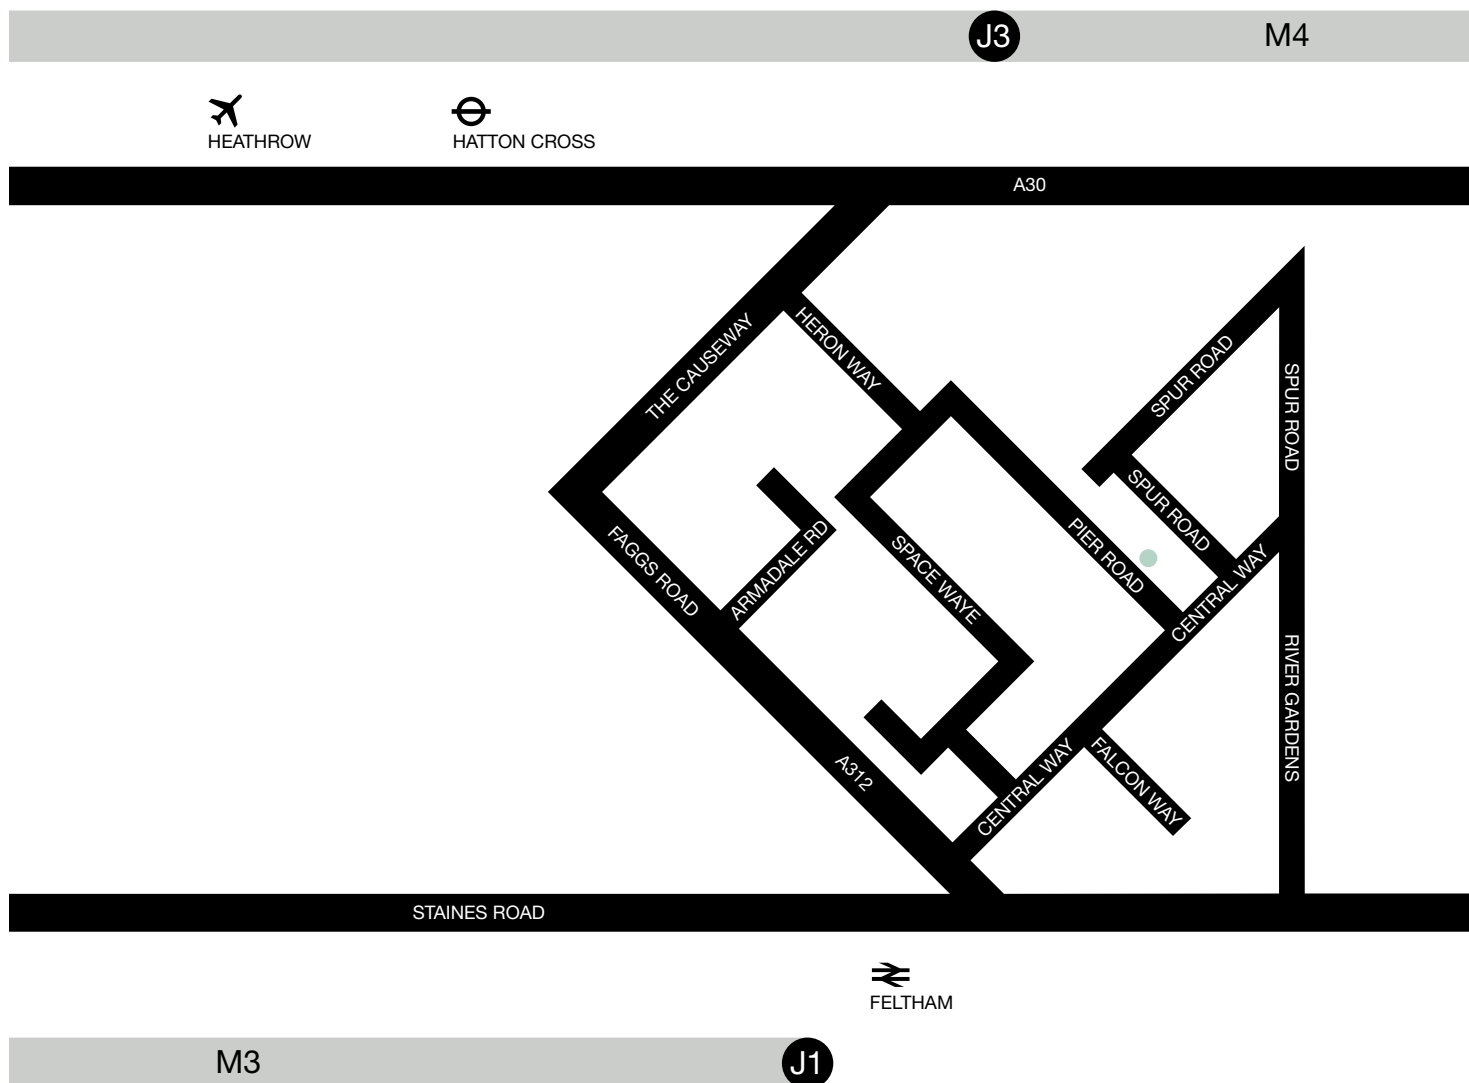 J3
M4
HEATHROW
HATTON CROSS
A30
THE CAUSEWAY
HERON WAY
SPUR ROAD
SPUR ROAD
SPUR ROAD
FAGGS ROAD
ARMADALE RD
SPACE WAYE
PIER ROAD
CENTRAL WAY
RIVER GARDENS
A312
CENTRAL WAY
FALCON WAY
STAINES ROAD
FELTHAM
M3
J1